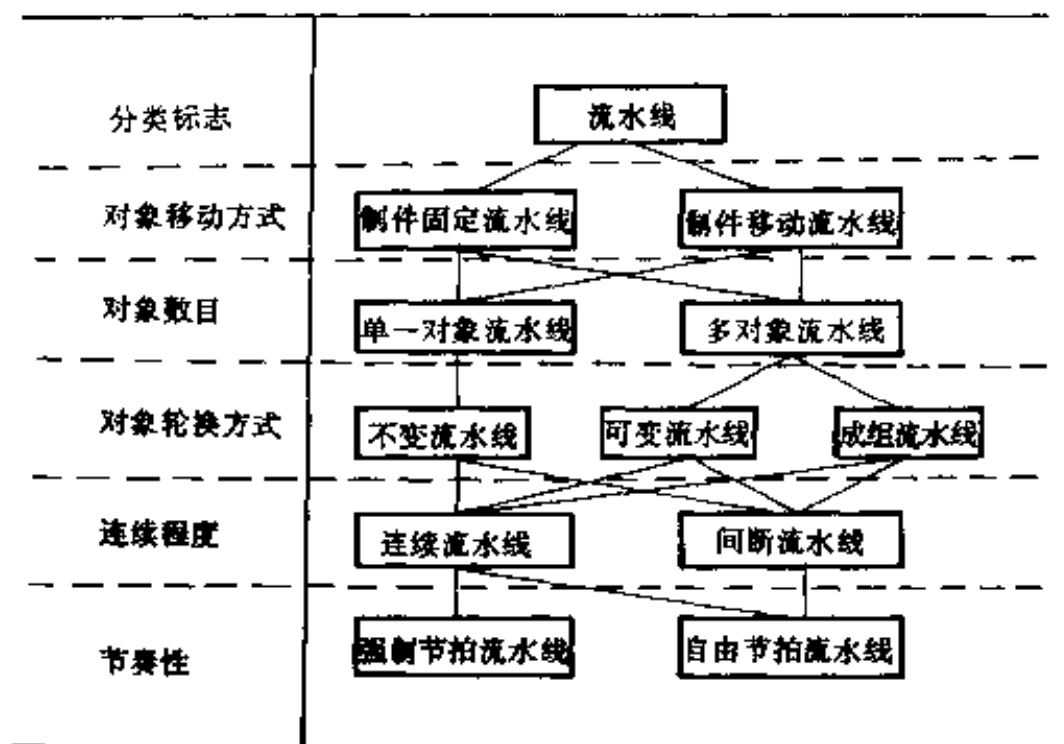 分类标志
流水线
对象移动方式
制件固定流水线
制件移动流水线
对象数目
单一对象流水线
多对象流水线
对象轮换方式
不变流水线
可变流水线
成组流水线
连续程度
连续流水线
间断流水线
节奏性
强制节拍流水线
自由节拍流水线